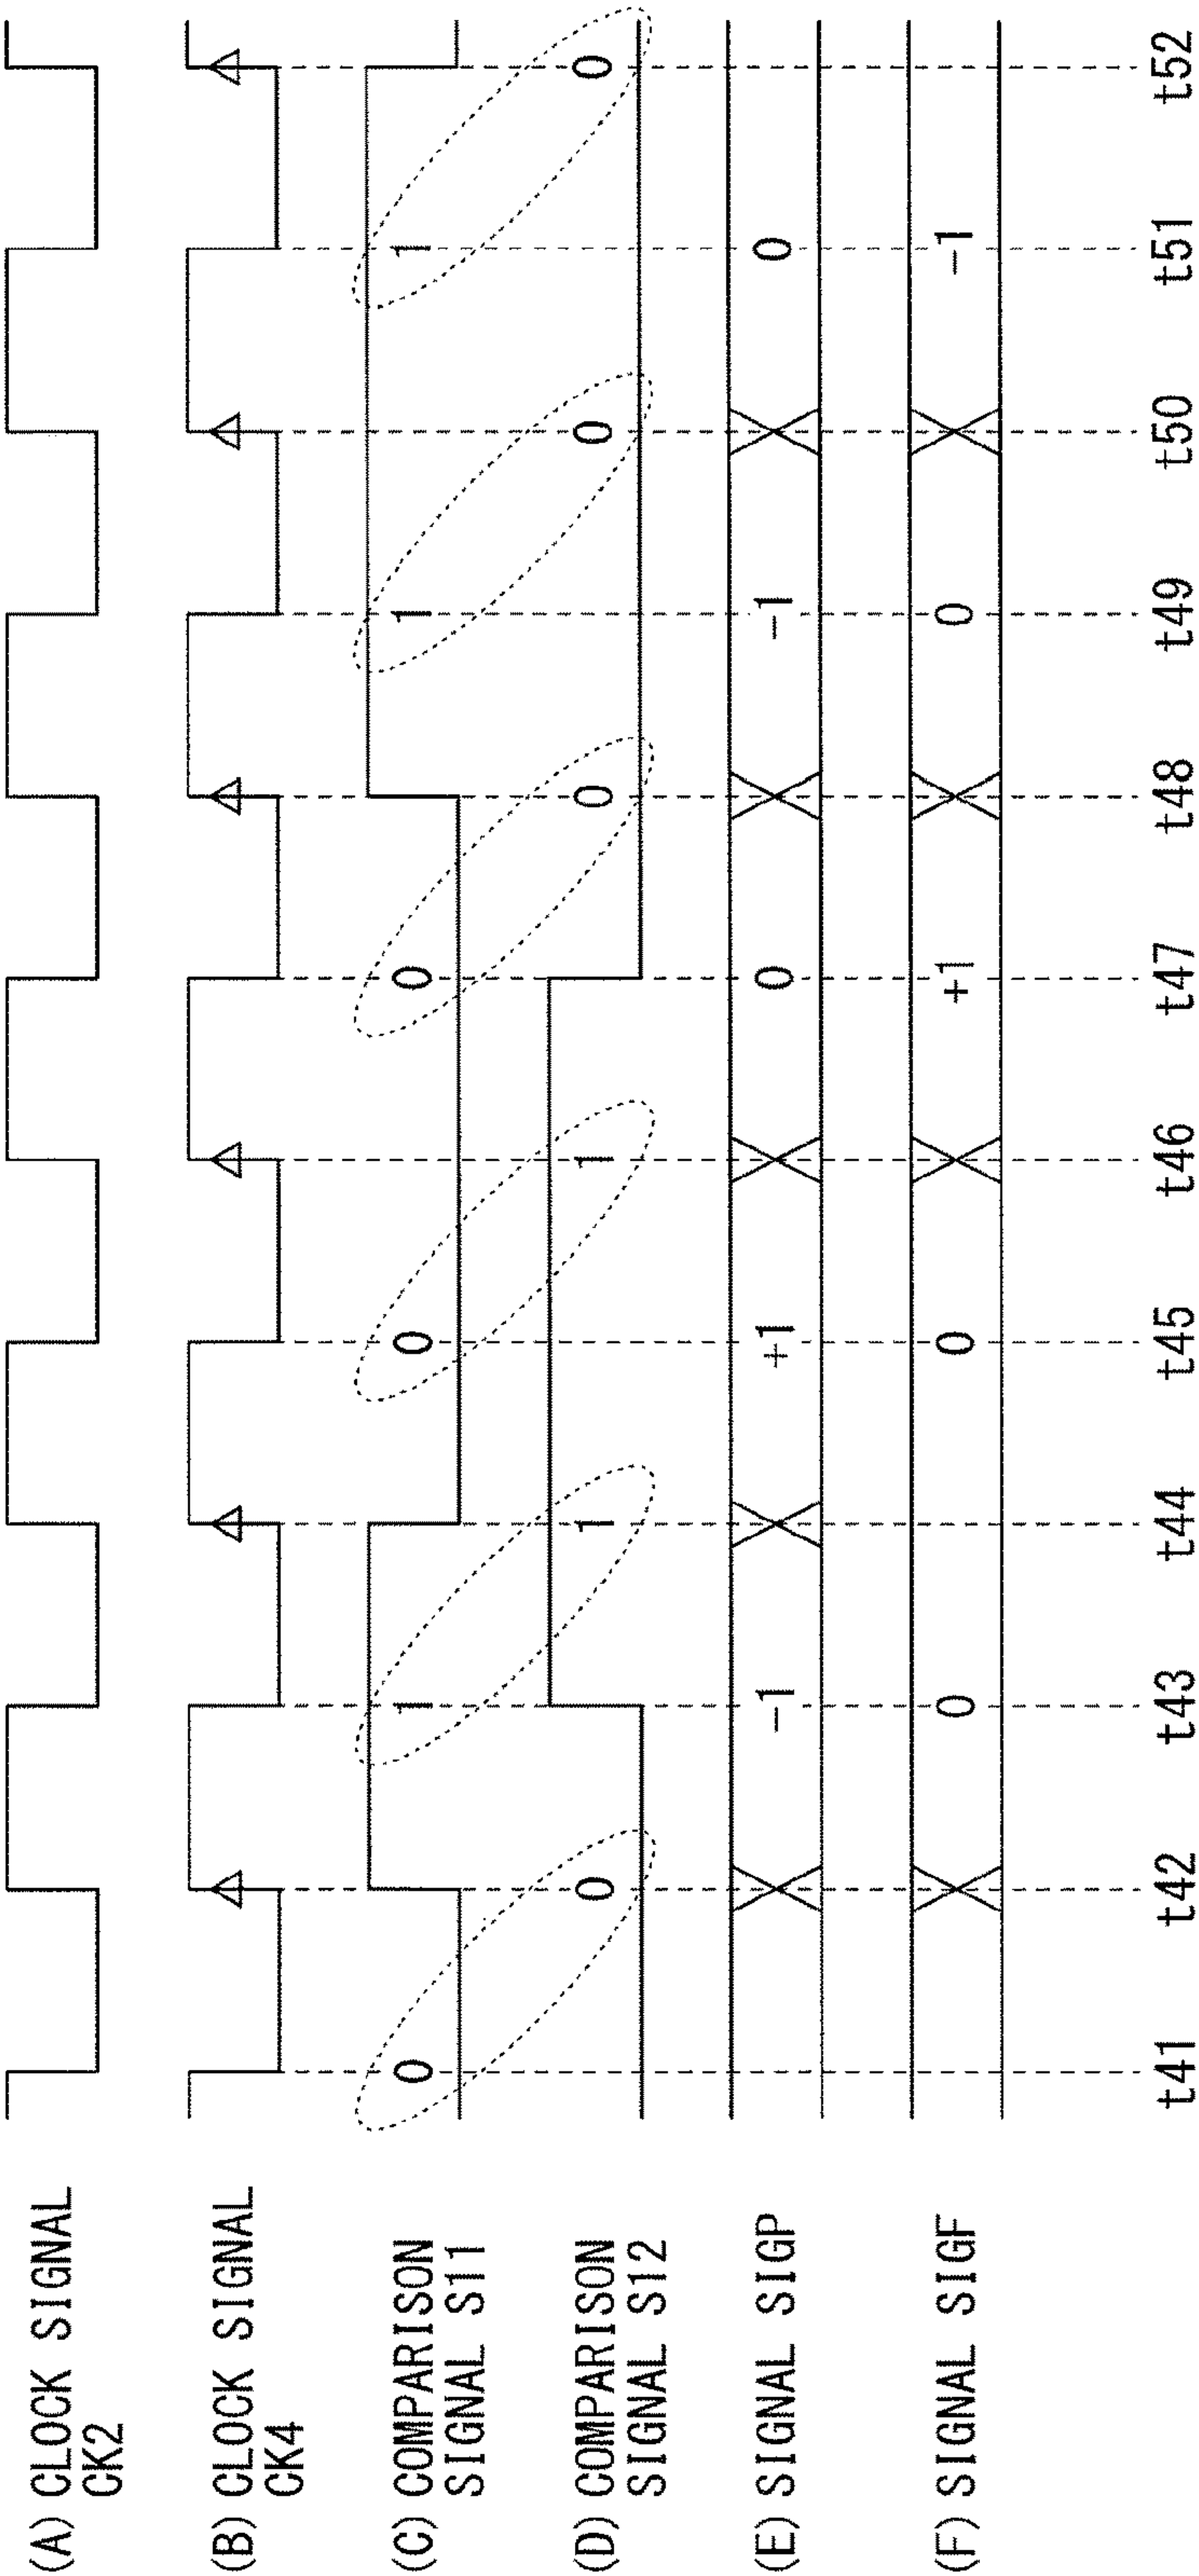 (A) CLOCK SIGNAL
CK2
(B) CLOCK SIGNAL
CK4
(C) COMPARISON
SIGNAL S11
0 1 0 0 1 1
(D) COMPARISON
SIGNAL S12
0 1 1 0 0 0
(E) SIGNAL SIGP
−1 +1 0 −1 0
(F) SIGNAL SIGF
0 0 +1 0 −1
t41 t42 t43 t44 t45 t46 t47 t48 t49 t50 t51 t52